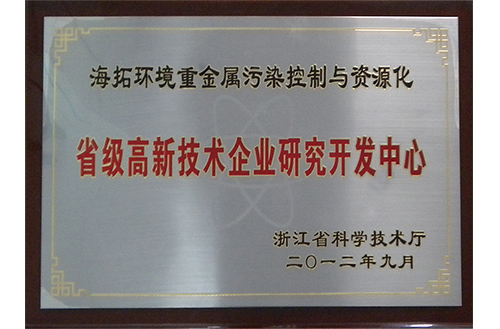 海拓环境重金属污染控制与资源化
省级高新技术企业研究开发中心
浙江省科学技术厅
二〇一二年九月